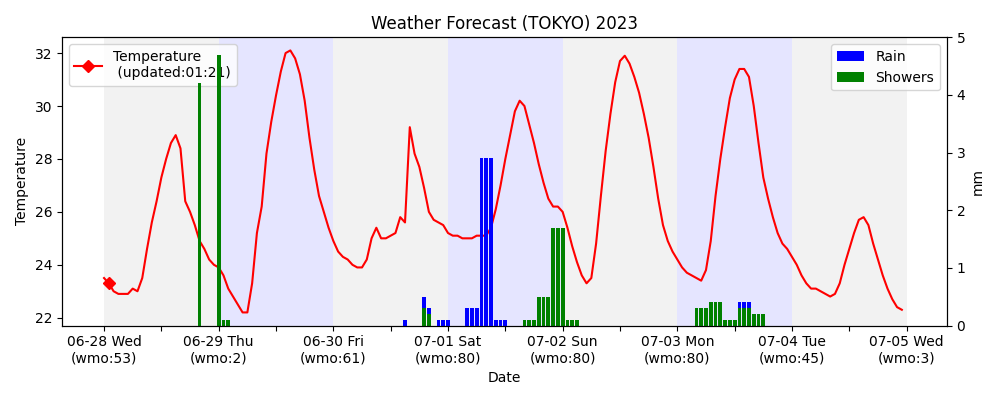 Weather Forecast (TOKYO) 2023
Temperature
(updated:01:21)
Rain
Showers
32
30
28
26
24
22
Temperature
5
4
3
2
1
0
mm
06-28 Wed 06-29 Thu 06-30 Fri 07-01 Sat 07-02 Sun 07-03 Mon 07-04 Tue 07-05 Wed
(wmo:53) (wmo:2) (wmo:61) (wmo:80) (wmo:80) (wmo:80) (wmo:45) (wmo:3)
Date